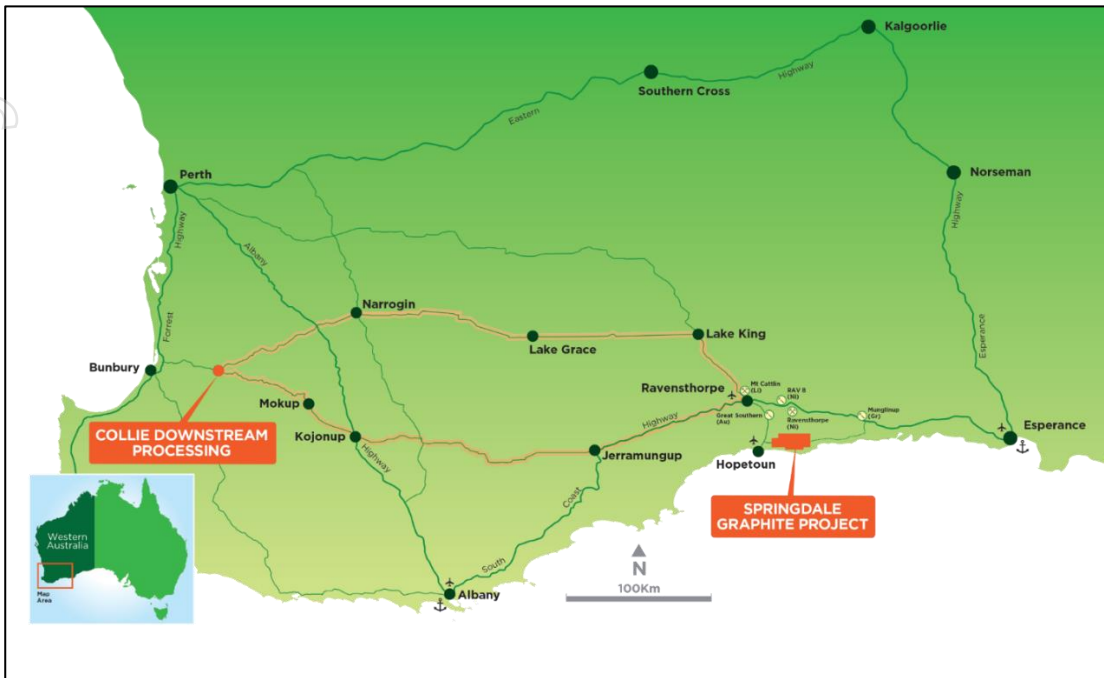 Kalgoorlie
Highway
Southern Cross
Eastern
Perth
Norseman
Highway
Albany
Highway
Forrest
Narrogin
Lake King
Lake Grace
Esperance
Bunbury
Mt Cattlin
(Li)
RAV 8
(Ni)
Ravensthorpe
Mokup
Great Southern
(Au)
Ravensthorpe
(Ni)
Munglinup
(Gr)
Highway
COLLIE DOWNSTREAM
PROCESSING
Kojonup
Highway
Esperance
Jerramungup
Hopetoun
Coast
SPRINGDALE
GRAPHITE PROJECT
Western
Australia
South
N
100Km
Map
Area
Albany